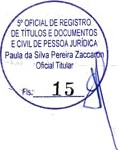 5º OFICIAL DE REGISTRO
DE TÍTULOS E DOCUMENTOS
E CIVIL DE PESSOA JURÍDICA
Paula da Silva Pereira Zaccaron
Oficial Titular
Fls: 15